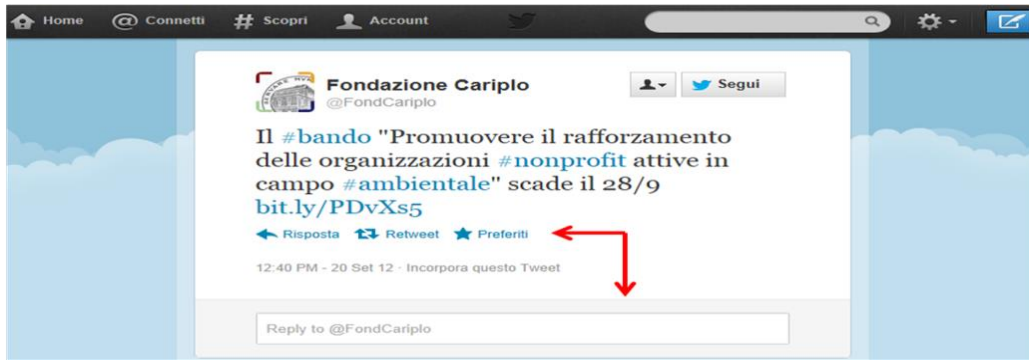 Home Connetti Scopri Account
Fondazione Cariplo Segui
@FondCariplo
Il #bando "Promuovere il rafforzamento
delle organizzazioni #nonprofit attive in
campo #ambientale" scade il 28/9
bit.ly/PDvXs5
Risposta Retweet Preferiti
12:40 PM - 20 Set 12 · Incorpora questo Tweet
Reply to @FondCariplo